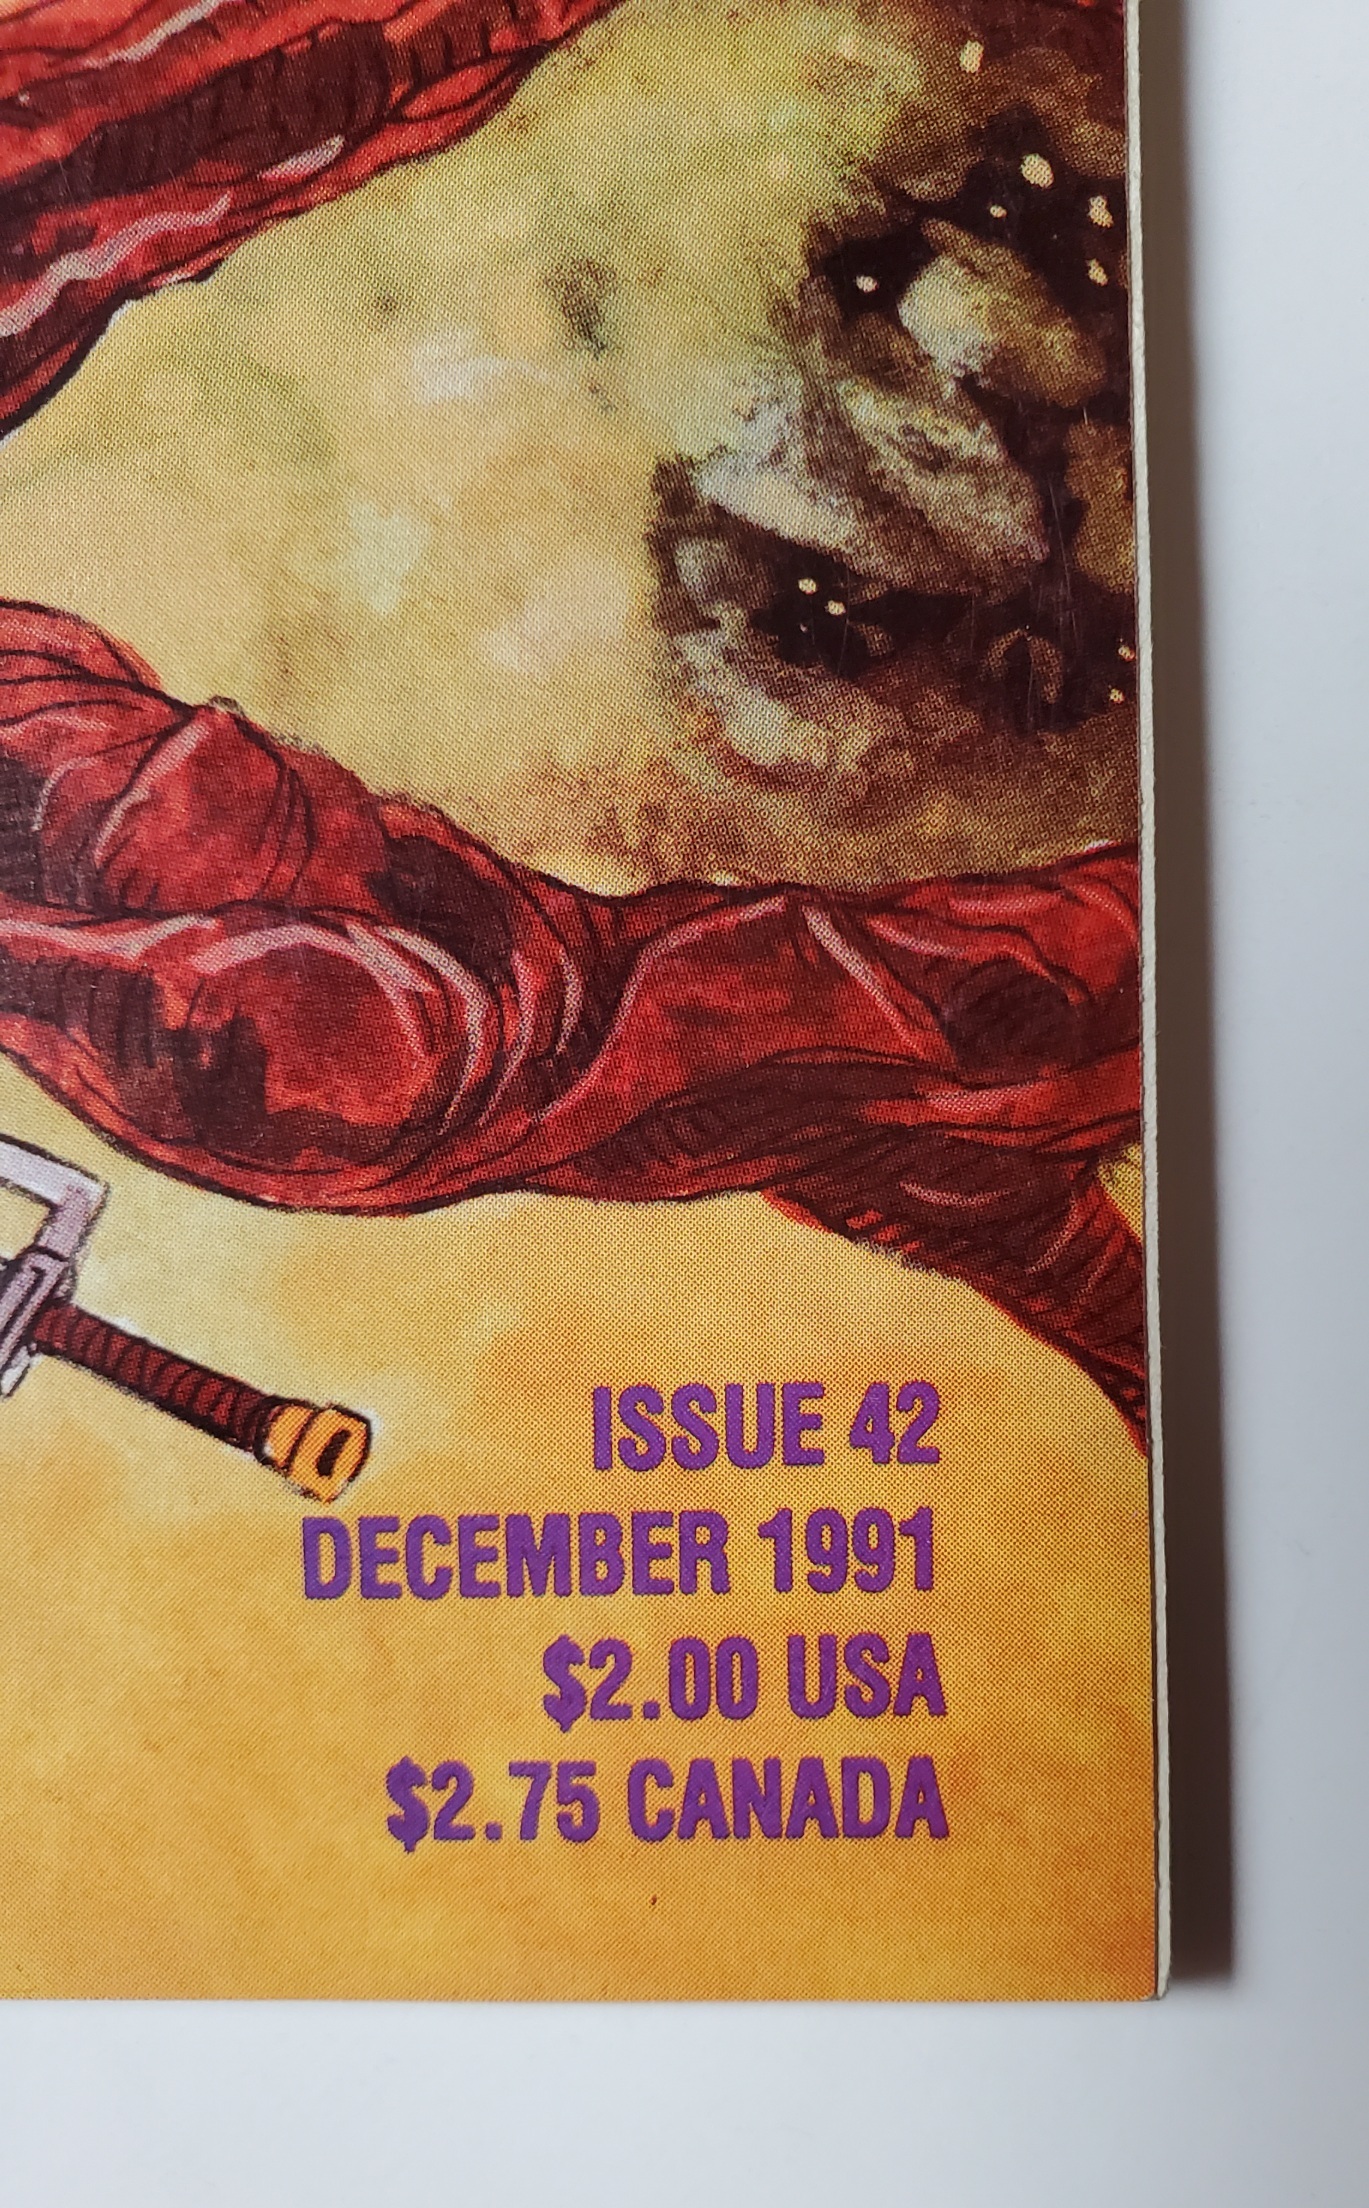 ISSUE 42
DECEMBER 1991
$2.00 USA
$2.75 CANADA